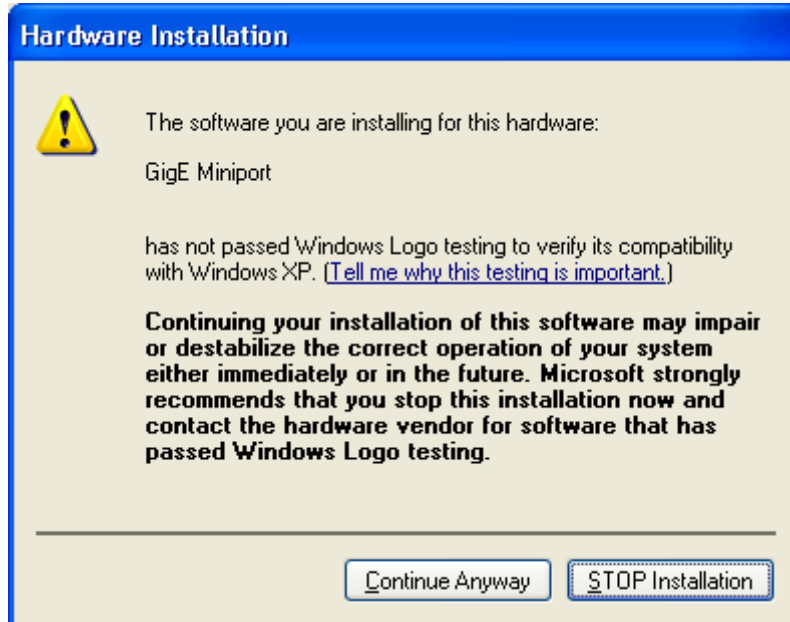 Hardware Installation
The software you are installing for this hardware:
GigE Miniport
has not passed Windows Logo testing to verify its compatibility
with Windows XP. (Tell me why this testing is important.)
Continuing your installation of this software may impair
or destabilize the correct operation of your system
either immediately or in the future. Microsoft strongly
recommends that you stop this installation now and
contact the hardware vendor for software that has
passed Windows Logo testing.
Continue Anyway
STOP Installation